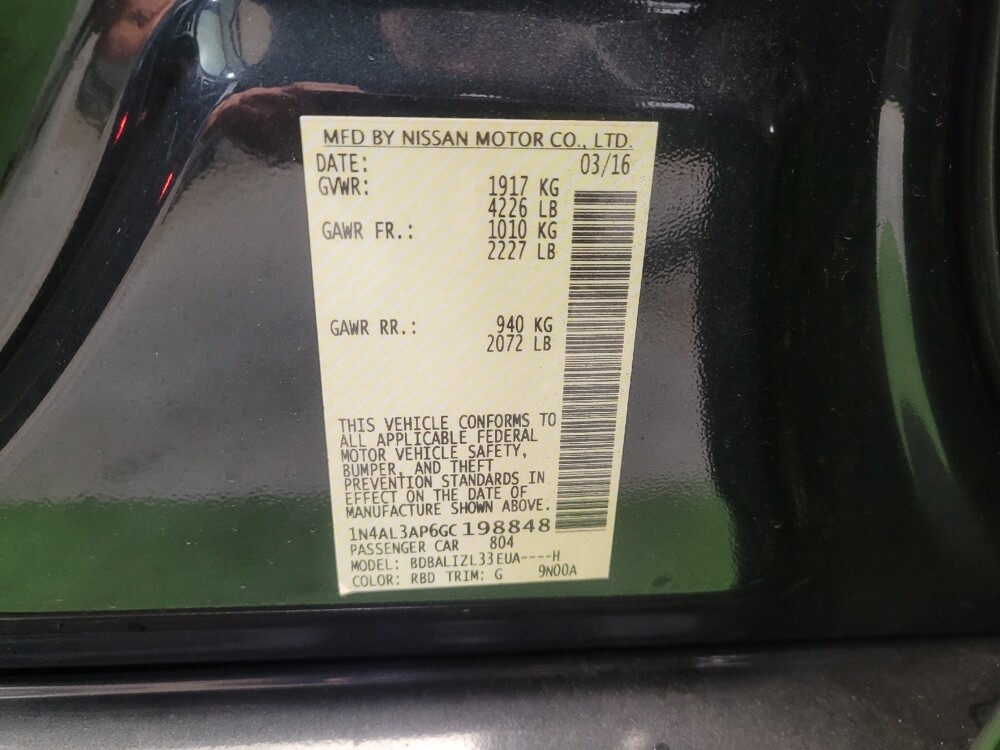 MFD BY NISSAN MOTOR CO., LTD.
DATE: 03/16
GVWR: 1917 KG
4226 LB
GAWR FR.: 1010 KG
2227 LB
GAWR RR.: 940 KG
2072 LB
THIS VEHICLE CONFORMS TO
ALL APPLICABLE FEDERAL
MOTOR VEHICLE SAFETY,
BUMPER, AND THEFT
PREVENTION STANDARDS IN
EFFECT ON THE DATE OF
MANUFACTURE SHOWN ABOVE.
1N4AL3AP6GC198848
PASSENGER CAR 804
MODEL: BDBALIZL33EUA----H
COLOR: RBD TRIM: G 9N00A